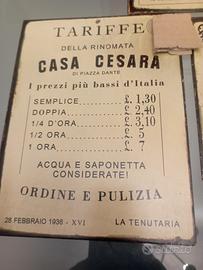 TARIFFE
DELLA RINOMATA
CASA CESARA
DI PIAZZA DANTE
I prezzi più bassi d'Italia
SEMPLICE £. 1,30
DOPPIA £. 2,40
1/4 D'ORA £. 3,10
1/2 ORA £. 5
1 ORA £. 7
ACQUA E SAPONETTA
CONSIDERATE!
ORDINE E PULIZIA
28 FEBBRAIO 1936 - XVI LA TENUTARIA